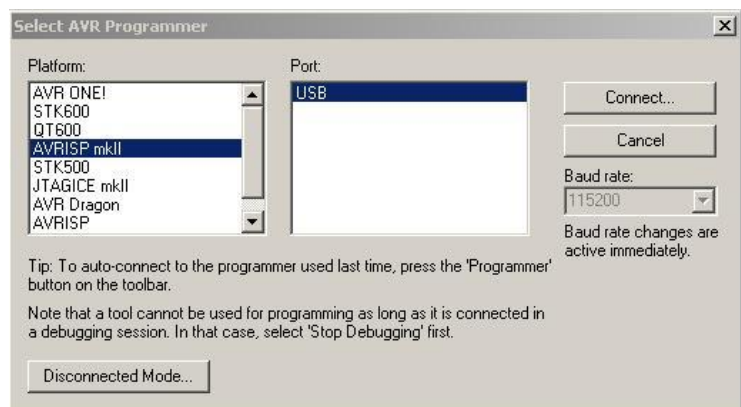 Select AVR Programmer
Platform:
Port:
AVR ONE!
STK600
QT600
AVRISP mkII
STK500
JTAGICE mkII
AVR Dragon
AVRISP
USB
Connect...
Cancel
Baud rate:
115200
Baud rate changes are
active immediately.
Tip: To auto-connect to the programmer used last time, press the 'Programmer'
button on the toolbar.
Note that a tool cannot be used for programming as long as it is connected in
a debugging session. In that case, select 'Stop Debugging' first.
Disconnected Mode...